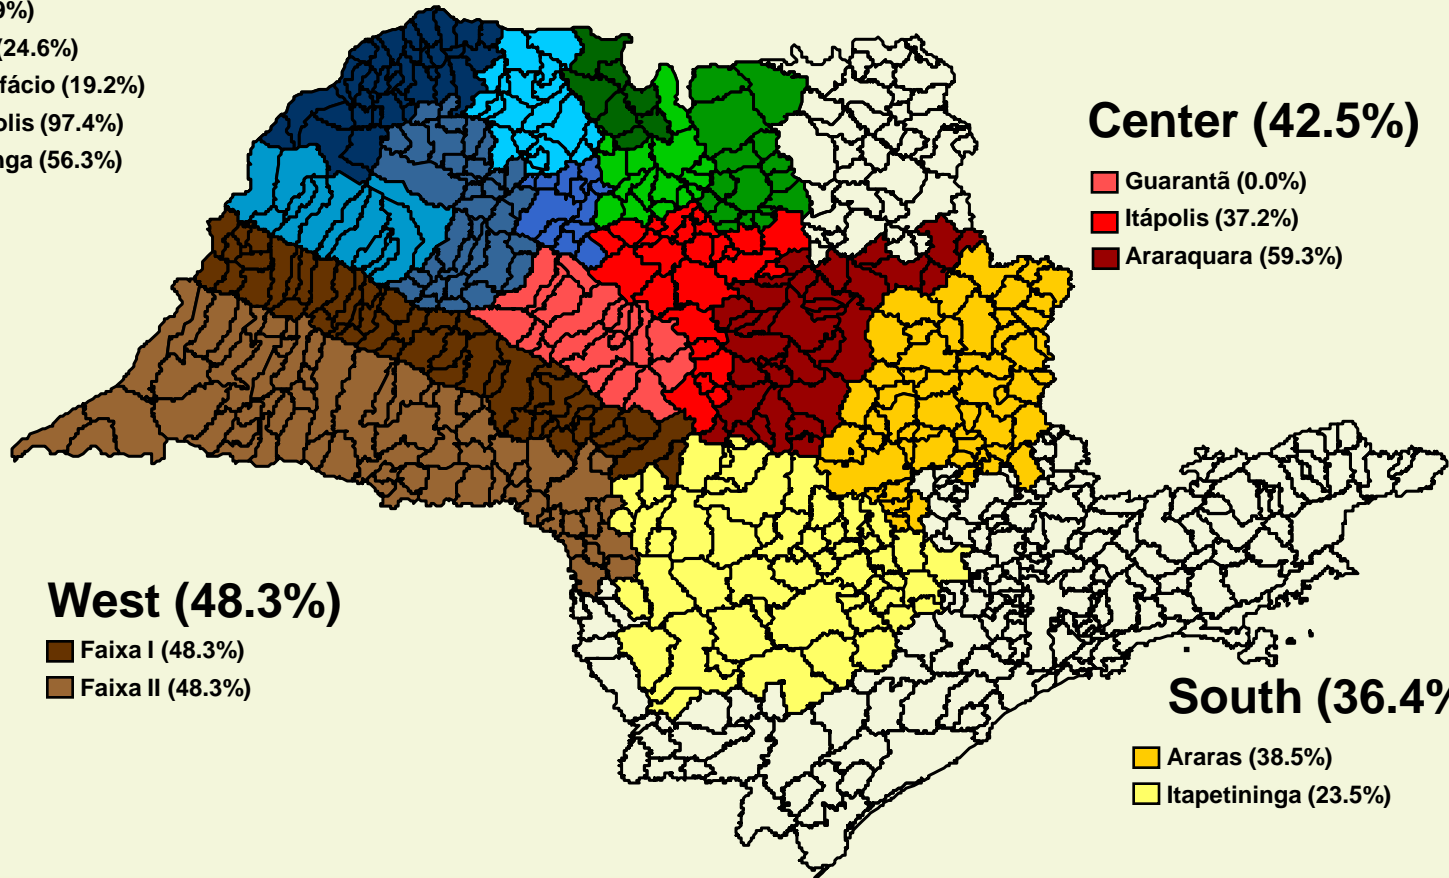 9%)
(24.6%)
fácio (19.2%)
olis (97.4%)
nga (56.3%)
Center (42.5%)
Guarantã (0.0%)
Itápolis (37.2%)
Araraquara (59.3%)
West (48.3%)
Faixa I (48.3%)
Faixa II (48.3%)
South (36.4%
Araras (38.5%)
Itapetininga (23.5%)